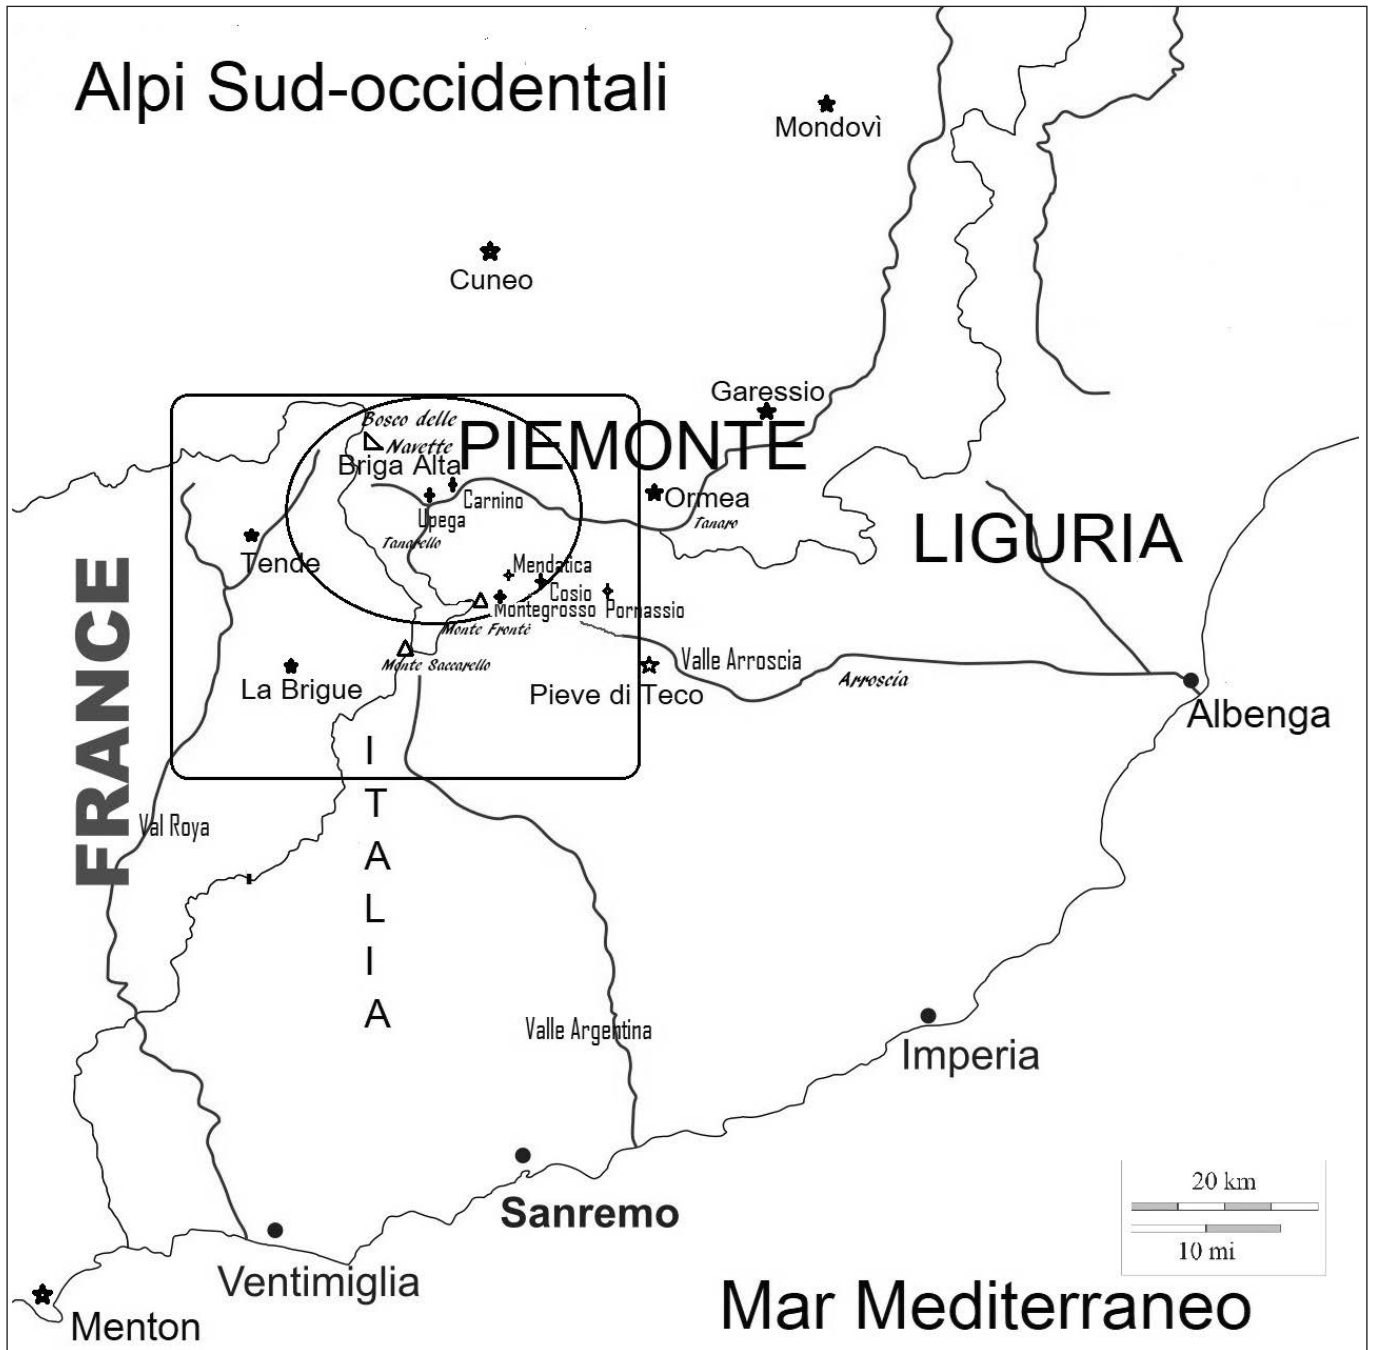 Alpi Sud-occidentali
Mondovì
Cuneo
Garessio
Bosco delle
Navette
PIEMONTE
Briga Alta
Carnino
Ormea
Upega
Tanaro
Tanarello
LIGURIA
Tende
Mendatica
Cosio
Montegrosso
Pornassio
Monte Frontè
Monte Saccarello
Valle Arroscia
Arroscia
La Brigue
Pieve di Teco
Albenga
FRANCE
ITALIA
Val Roya
Valle Argentina
Imperia
Sanremo
20 km
10 mi
Ventimiglia
Menton
Mar Mediterraneo